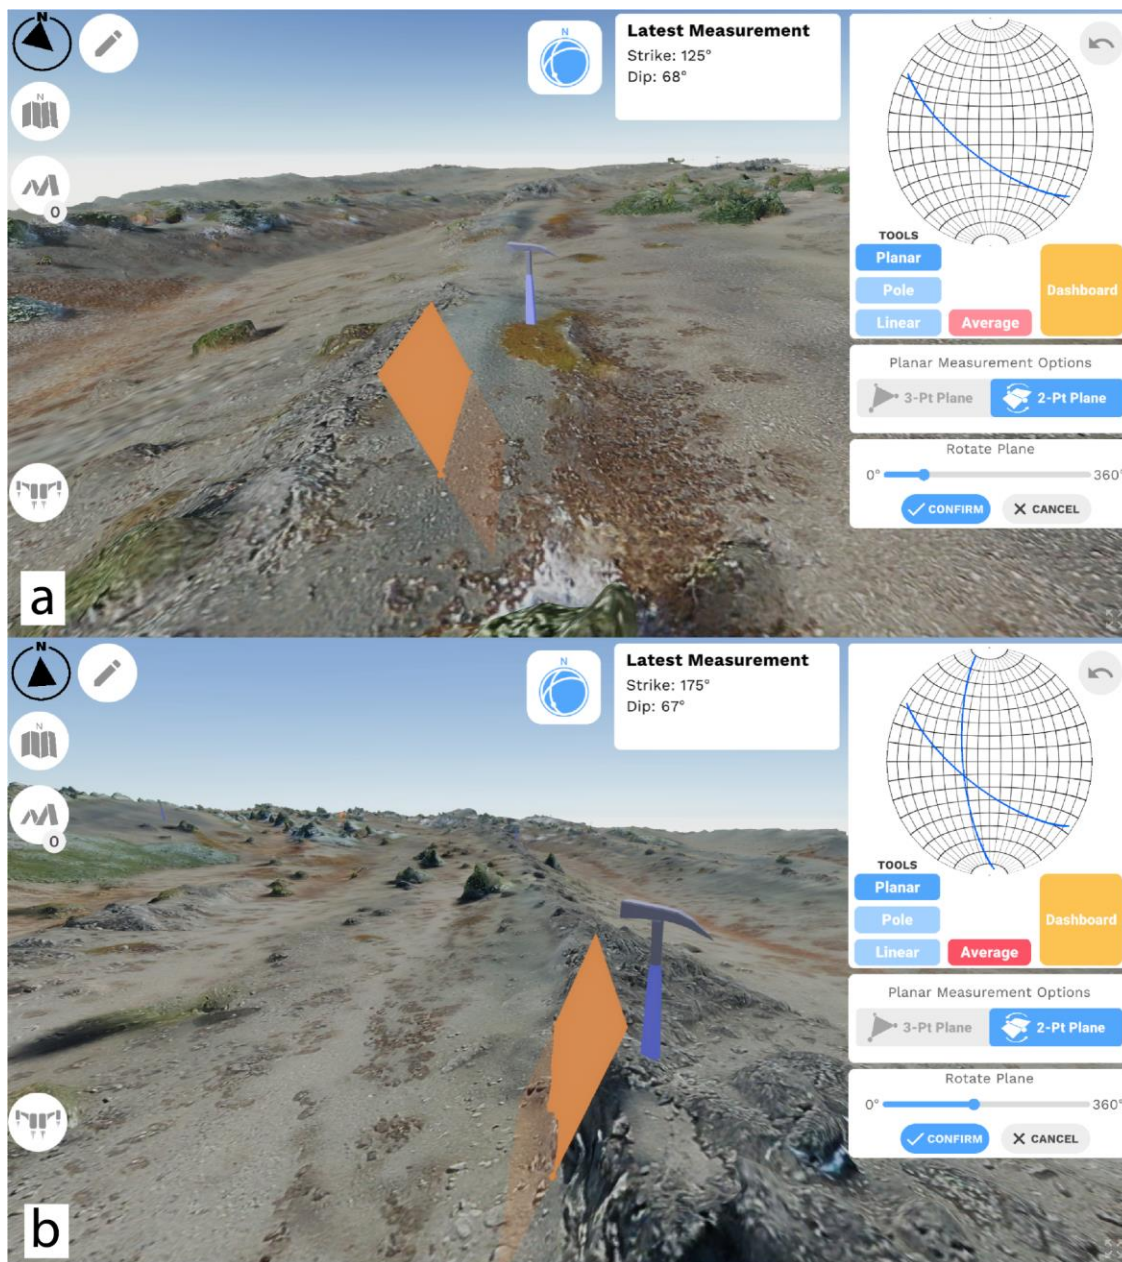 N
N
0
N
Latest Measurement
Strike: 125°
Dip: 68°
TOOLS
Planar
Pole
Linear
Average
Dashboard
Planar Measurement Options
3-Pt Plane
2-Pt Plane
Rotate Plane
0°
360°
CONFIRM
CANCEL
a
N
N
0
N
Latest Measurement
Strike: 175°
Dip: 67°
TOOLS
Planar
Pole
Linear
Average
Dashboard
Planar Measurement Options
3-Pt Plane
2-Pt Plane
Rotate Plane
0°
360°
CONFIRM
CANCEL
b